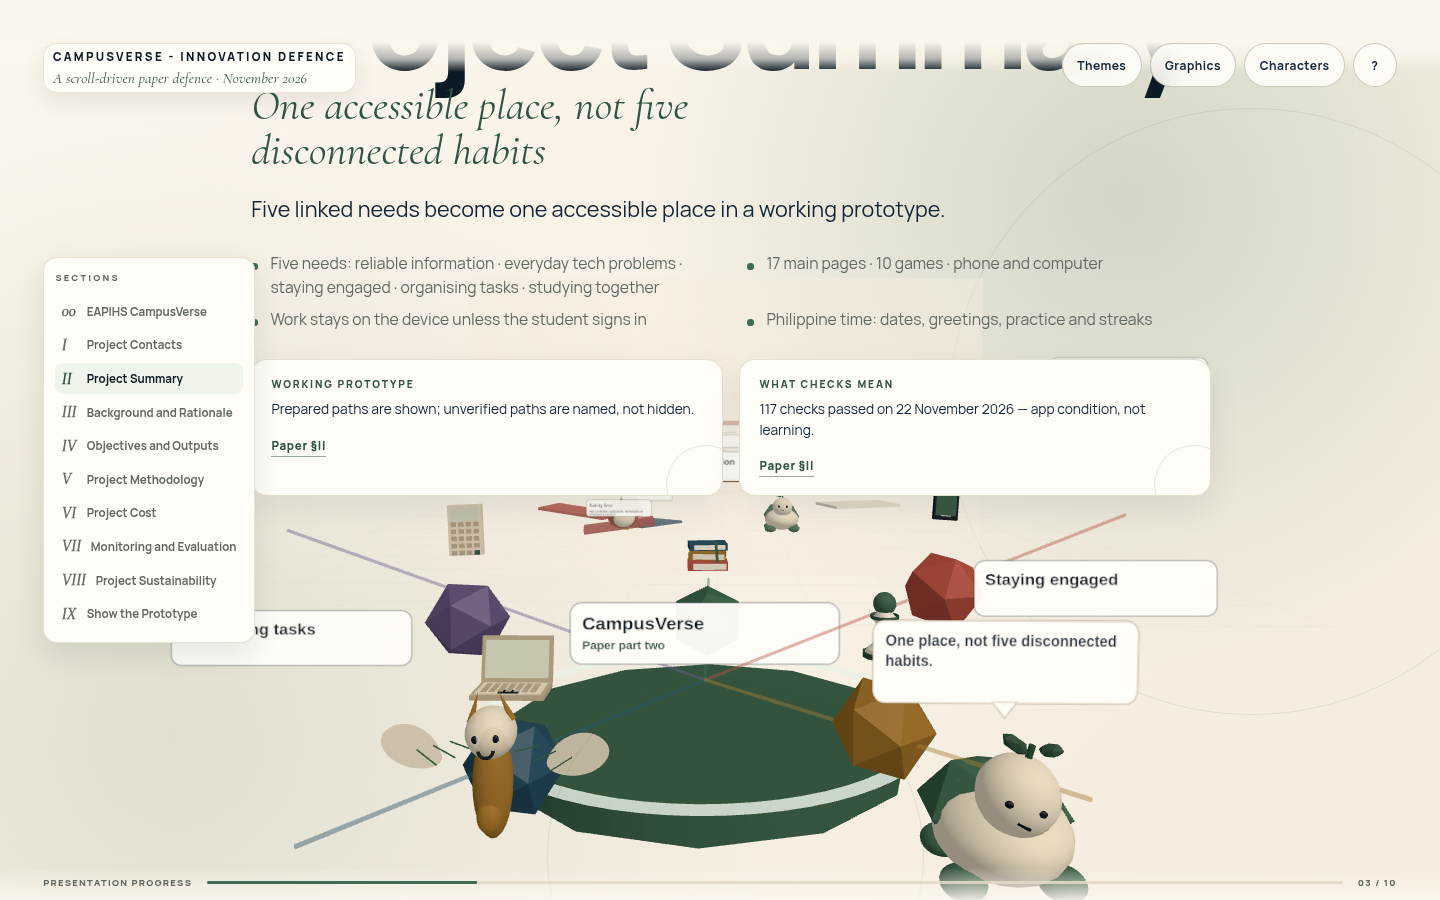 CAMPUSVERSE - INNOVATION DEFENCE
A scroll-driven paper defence · November 2026
Themes
Graphics
Characters
?
One accessible place, not five
disconnected habits
Five linked needs become one accessible place in a working prototype.
Five needs: reliable information · everyday tech problems ·
staying engaged · organising tasks · studying together
17 main pages · 10 games · phone and computer
Work stays on the device unless the student signs in
Philippine time: dates, greetings, practice and streaks
SECTIONS
00 EAPIHS CampusVerse
I Project Contacts
II Project Summary
III Background and Rationale
IV Objectives and Outputs
V Project Methodology
VI Project Cost
VII Monitoring and Evaluation
VIII Project Sustainability
IX Show the Prototype
WORKING PROTOTYPE
Prepared paths are shown; unverified paths are named, not hidden.
Paper §II
WHAT CHECKS MEAN
117 checks passed on 22 November 2026 — app condition, not
learning.
Paper §II
Staying engaged
tasks
CampusVerse
Paper part two
One place, not five disconnected
habits.
PRESENTATION PROGRESS
03 / 10